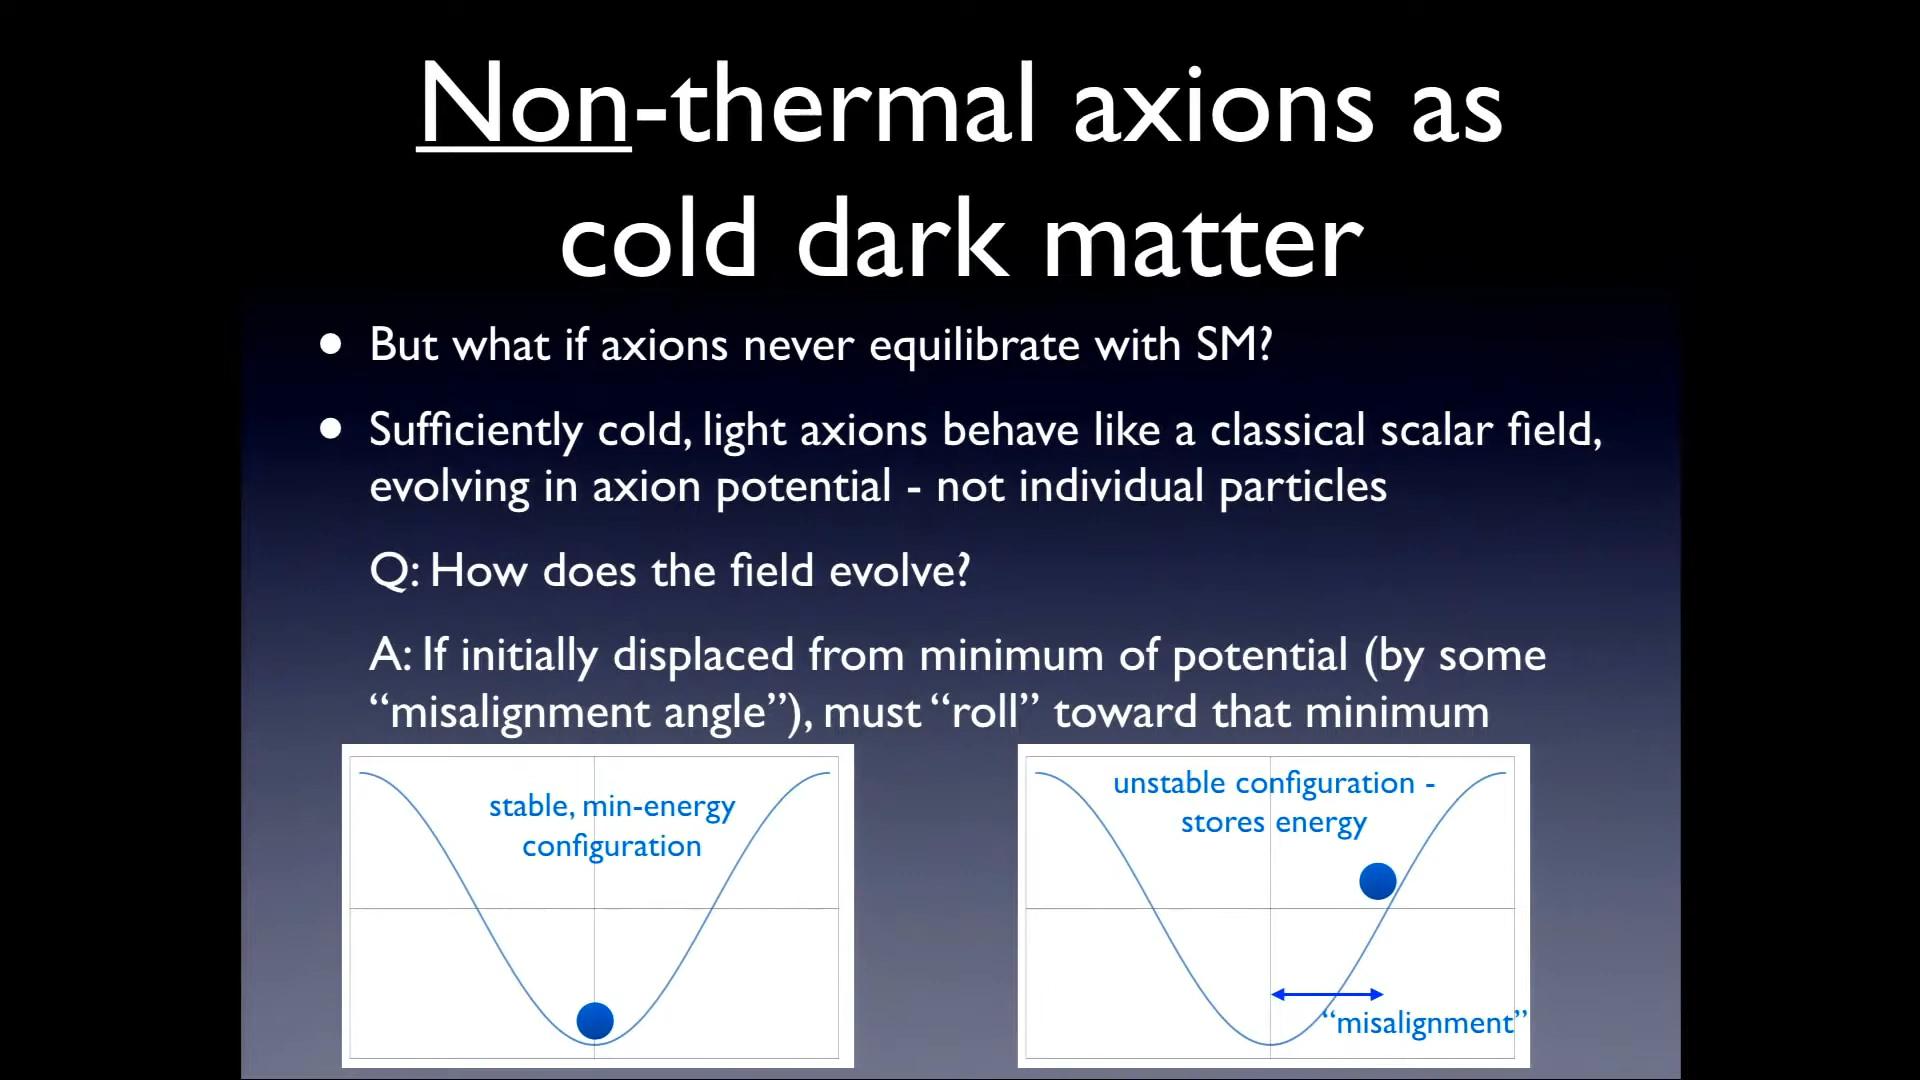 Non-thermal axions as
cold dark matter
• But what if axions never equilibrate with SM?
• Sufficiently cold, light axions behave like a classical scalar field,
evolving in axion potential - not individual particles
Q: How does the field evolve?
A: If initially displaced from minimum of potential (by some
“misalignment angle”), must “roll” toward that minimum
stable, min-energy
configuration
unstable configuration -
stores energy
“misalignment”